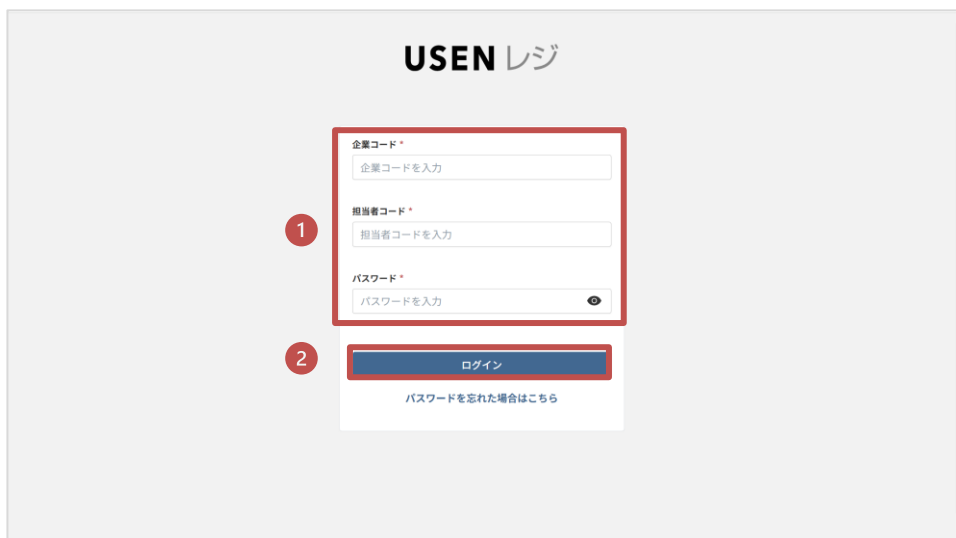 USEN レジ
企業コード *
企業コードを入力
担当者コード *
1
担当者コードを入力
パスワード *
パスワードを入力
2
ログイン
パスワードを忘れた場合はこちら